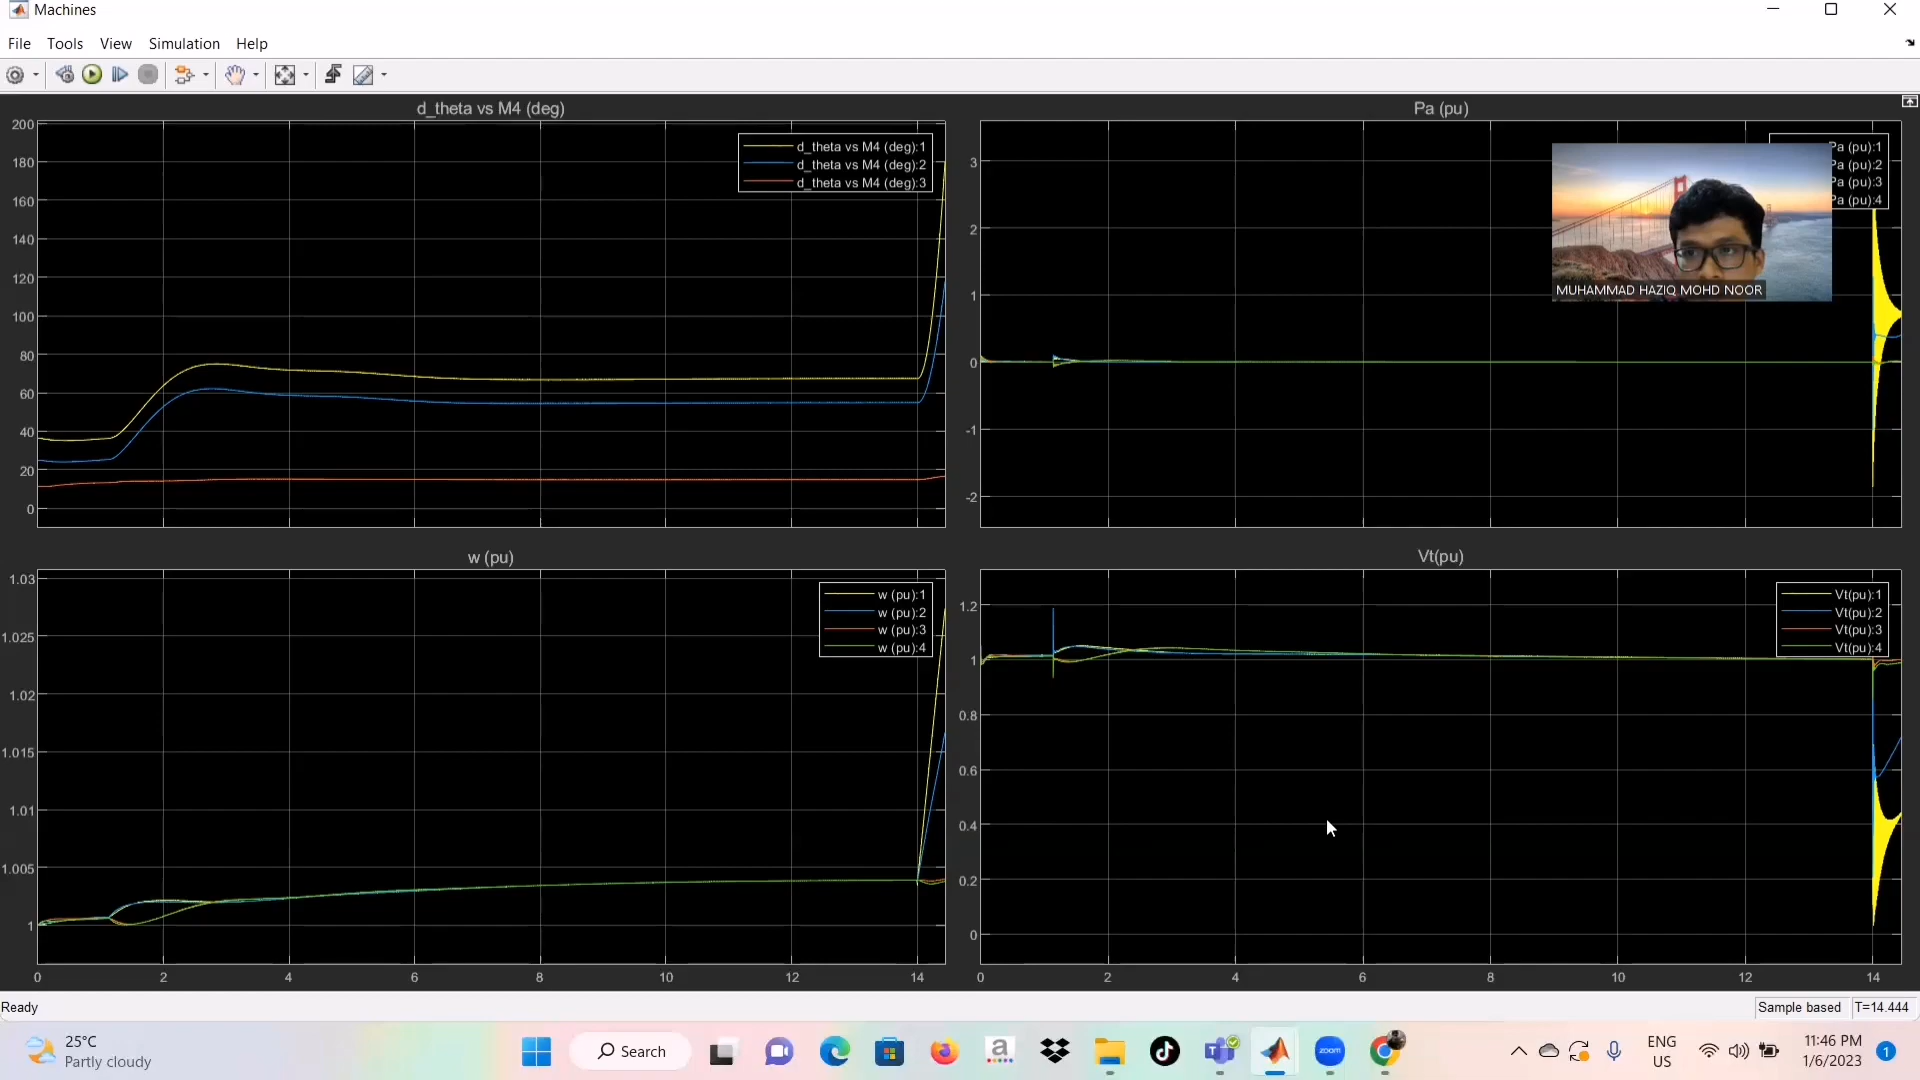 Machines
File Tools View Simulation Help
d_theta vs M4 (deg)
200
180
160
140
120
100
80
60
40
20
0
d_theta vs M4 (deg):1
d_theta vs M4 (deg):2
d_theta vs M4 (deg):3
Pa (pu)
3
2
1
0
-1
-2
Pa (pu):1
Pa (pu):2
Pa (pu):3
Pa (pu):4
MUHAMMAD HAZIQ MOHD NOOR
w (pu)
1.03
1.025
1.02
1.015
1.01
1.005
1
w (pu):1
w (pu):2
w (pu):3
w (pu):4
0 2 4 6 8 10 12 14
Vt(pu)
1.2
1
0.8
0.6
0.4
0.2
0
Vt(pu):1
Vt(pu):2
Vt(pu):3
Vt(pu):4
0 2 4 6 8 10 12 14
Ready
Sample based T=14.444
25°C
Partly cloudy
Search
a
zoom
ENG
US
11:46 PM
1/6/2023
1